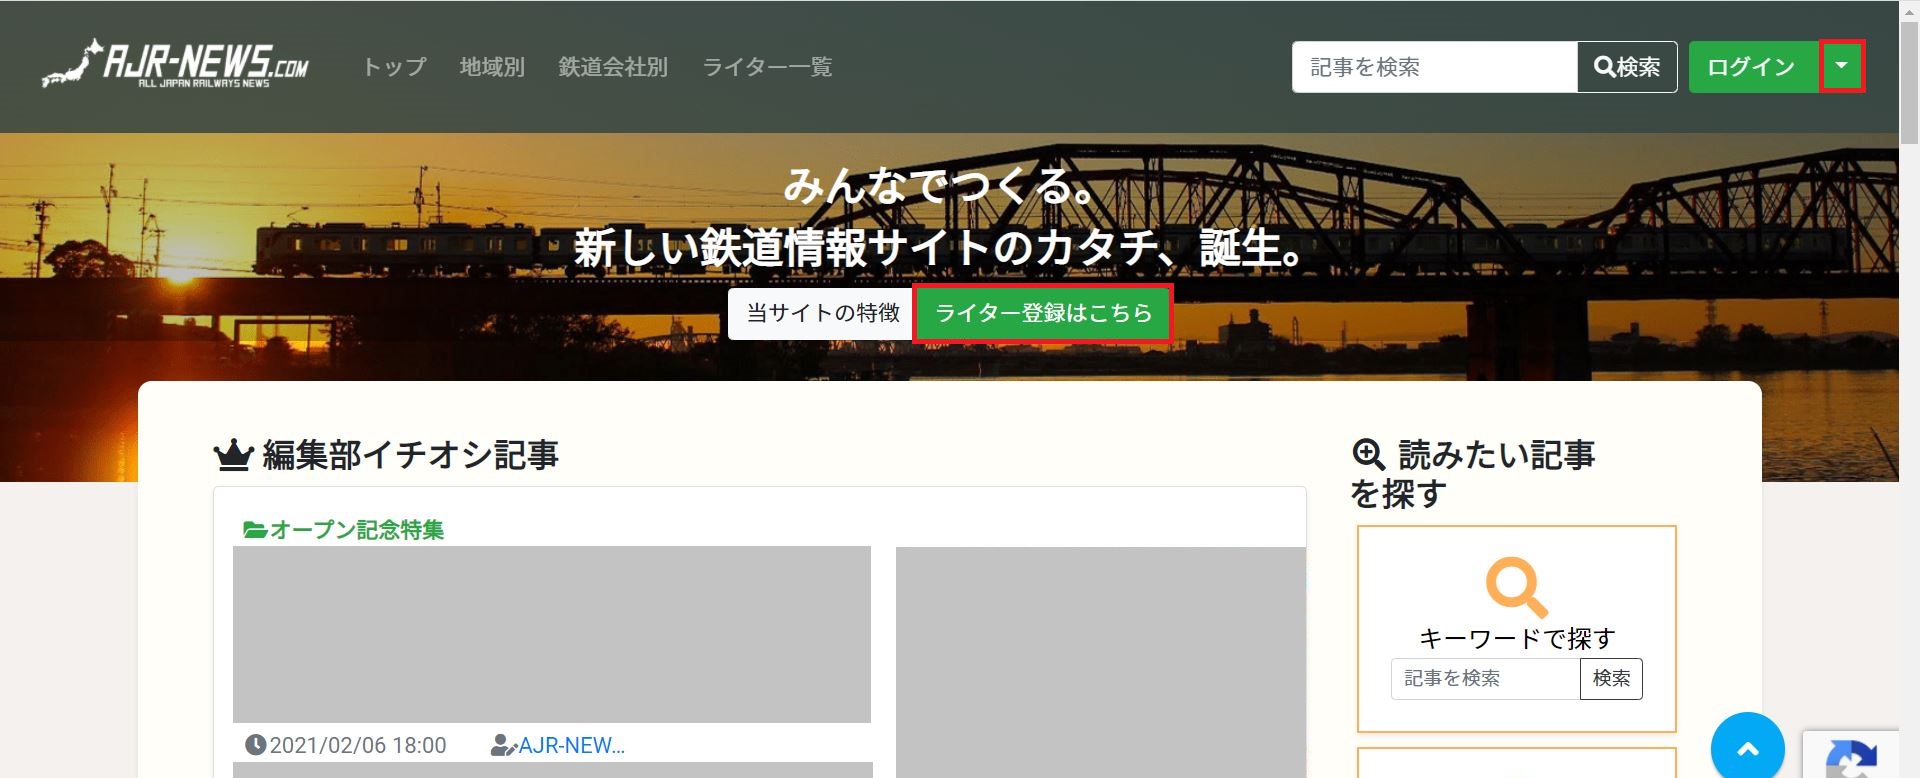 AJR-NEWS.COM
ALL JAPAN RAILWAYS NEWS
トップ 地域別 鉄道会社別 ライター一覧
記事を検索 検索 ログイン
みんなでつくる。
新しい鉄道情報サイトのカタチ、誕生。
当サイトの特徴 ライター登録はこちら
編集部イチオシ記事
オープン記念特集
2021/02/06 18:00 AJR-NEW...
読みたい記事
を探す
キーワードで探す
記事を検索 検索